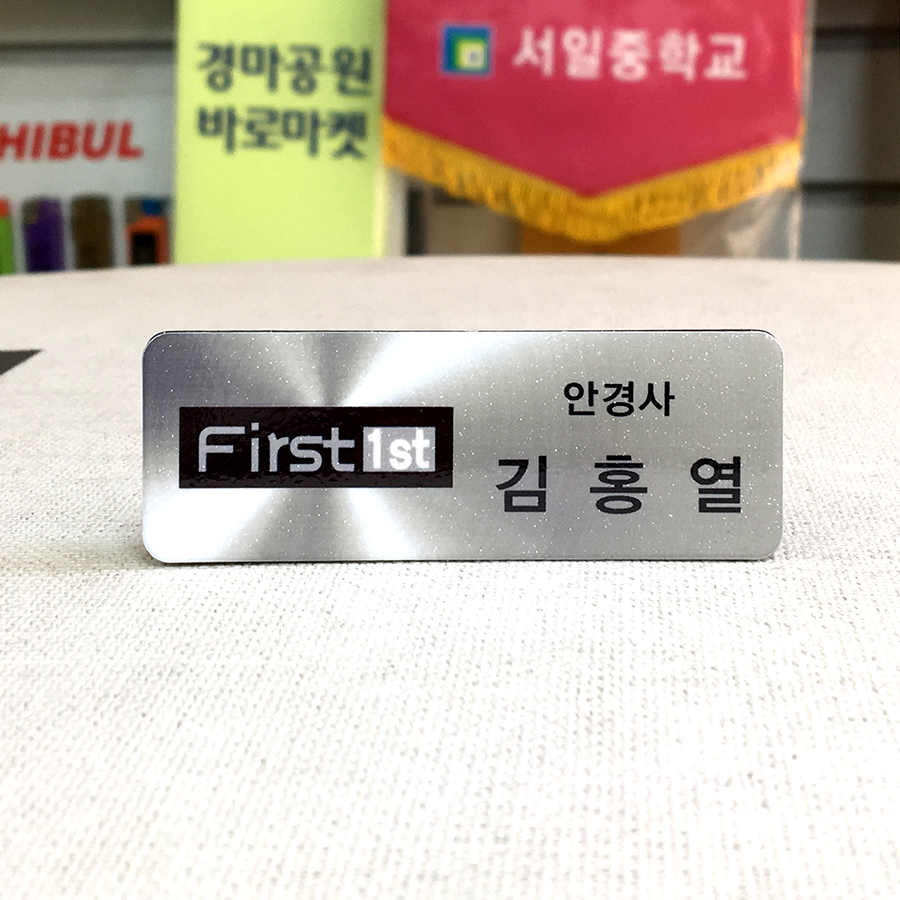 경마공원
바로마켓
서일중학교
HIBUL
First 1st
안경사
김 홍 열